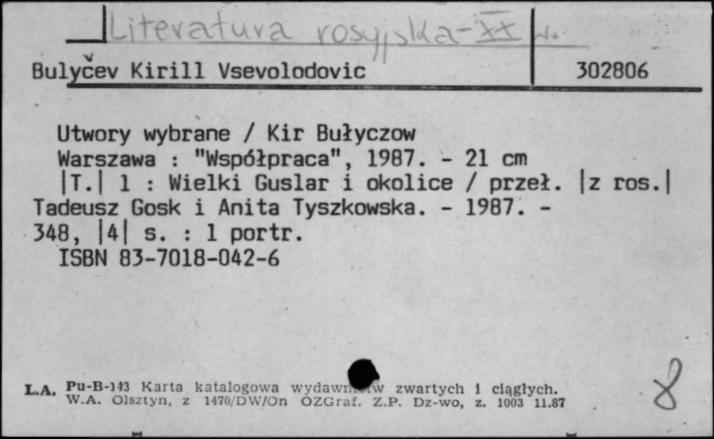 Literatura rosyjska - XX w.
Bulyčev Kirill Vsevolodovic 302806
Utwory wybrane / Kir Bułyczow
Warszawa : "Współpraca", 1987. - 21 cm
|T.| 1 : Wielki Guslar i okolice / przeł. |z ros.|
Tadeusz Gosk i Anita Tyszkowska. - 1987. -
348, |4| s. : 1 portr.
ISBN 83-7018-042-6
8
L.A. Pu-B-143 Karta katalogowa wydawnictw zwartych i ciągłych.
W.A. Olsztyn, z 1470/DW/On OZGraf. Z.P. Dz-wo, z. 1003 11.87